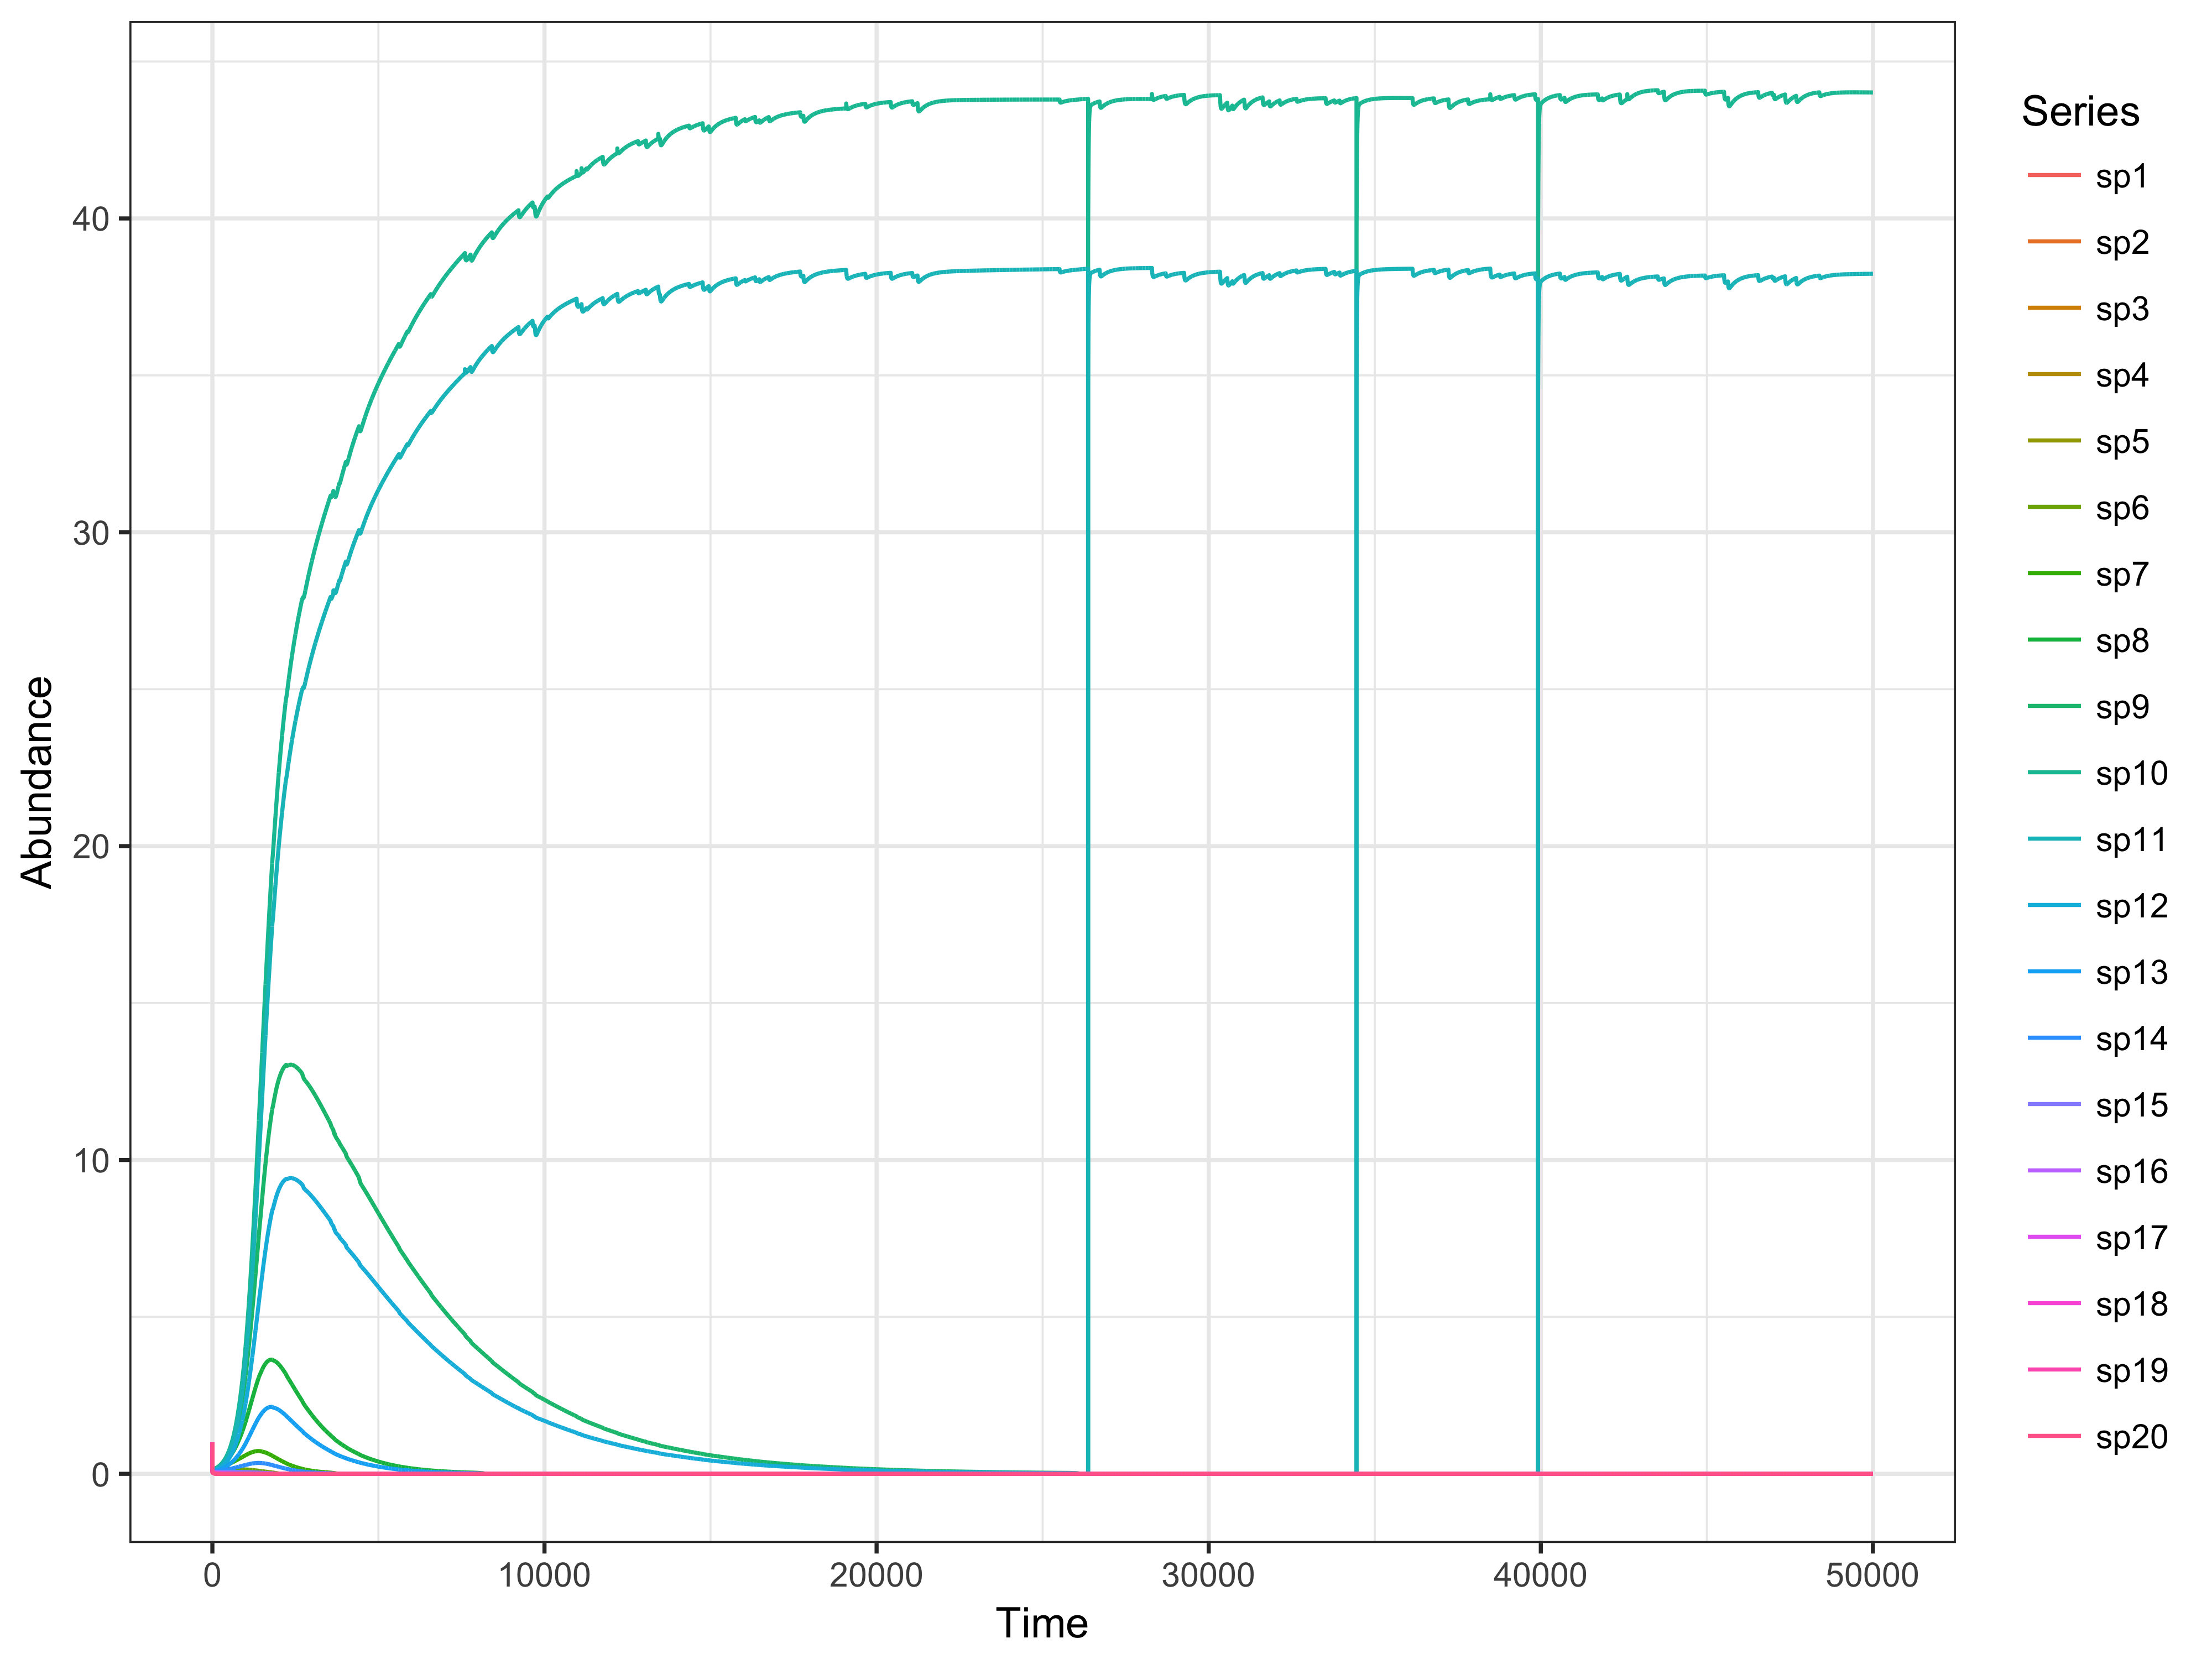 Abundance
40
30
20
10
0
0 10000 20000 30000 40000 50000
Time
Series
sp1
sp2
sp3
sp4
sp5
sp6
sp7
sp8
sp9
sp10
sp11
sp12
sp13
sp14
sp15
sp16
sp17
sp18
sp19
sp20